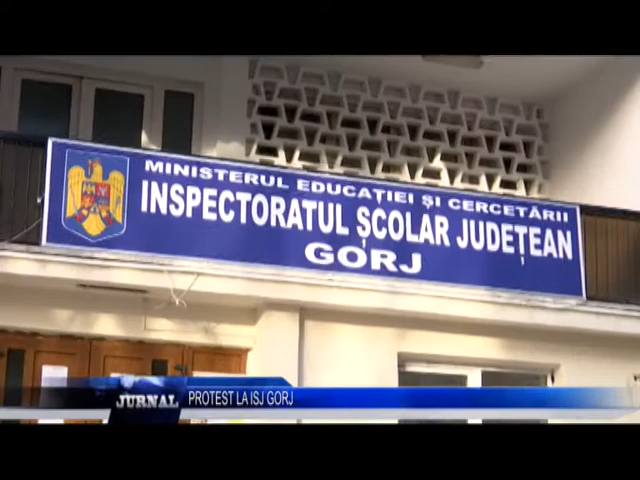 MINISTERUL EDUCAȚIEI ȘI CERCETĂRII
INSPECTORATUL ȘCOLAR JUDEȚEAN
GORJ
JURNAL
PROTEST LA ISJ GORJ